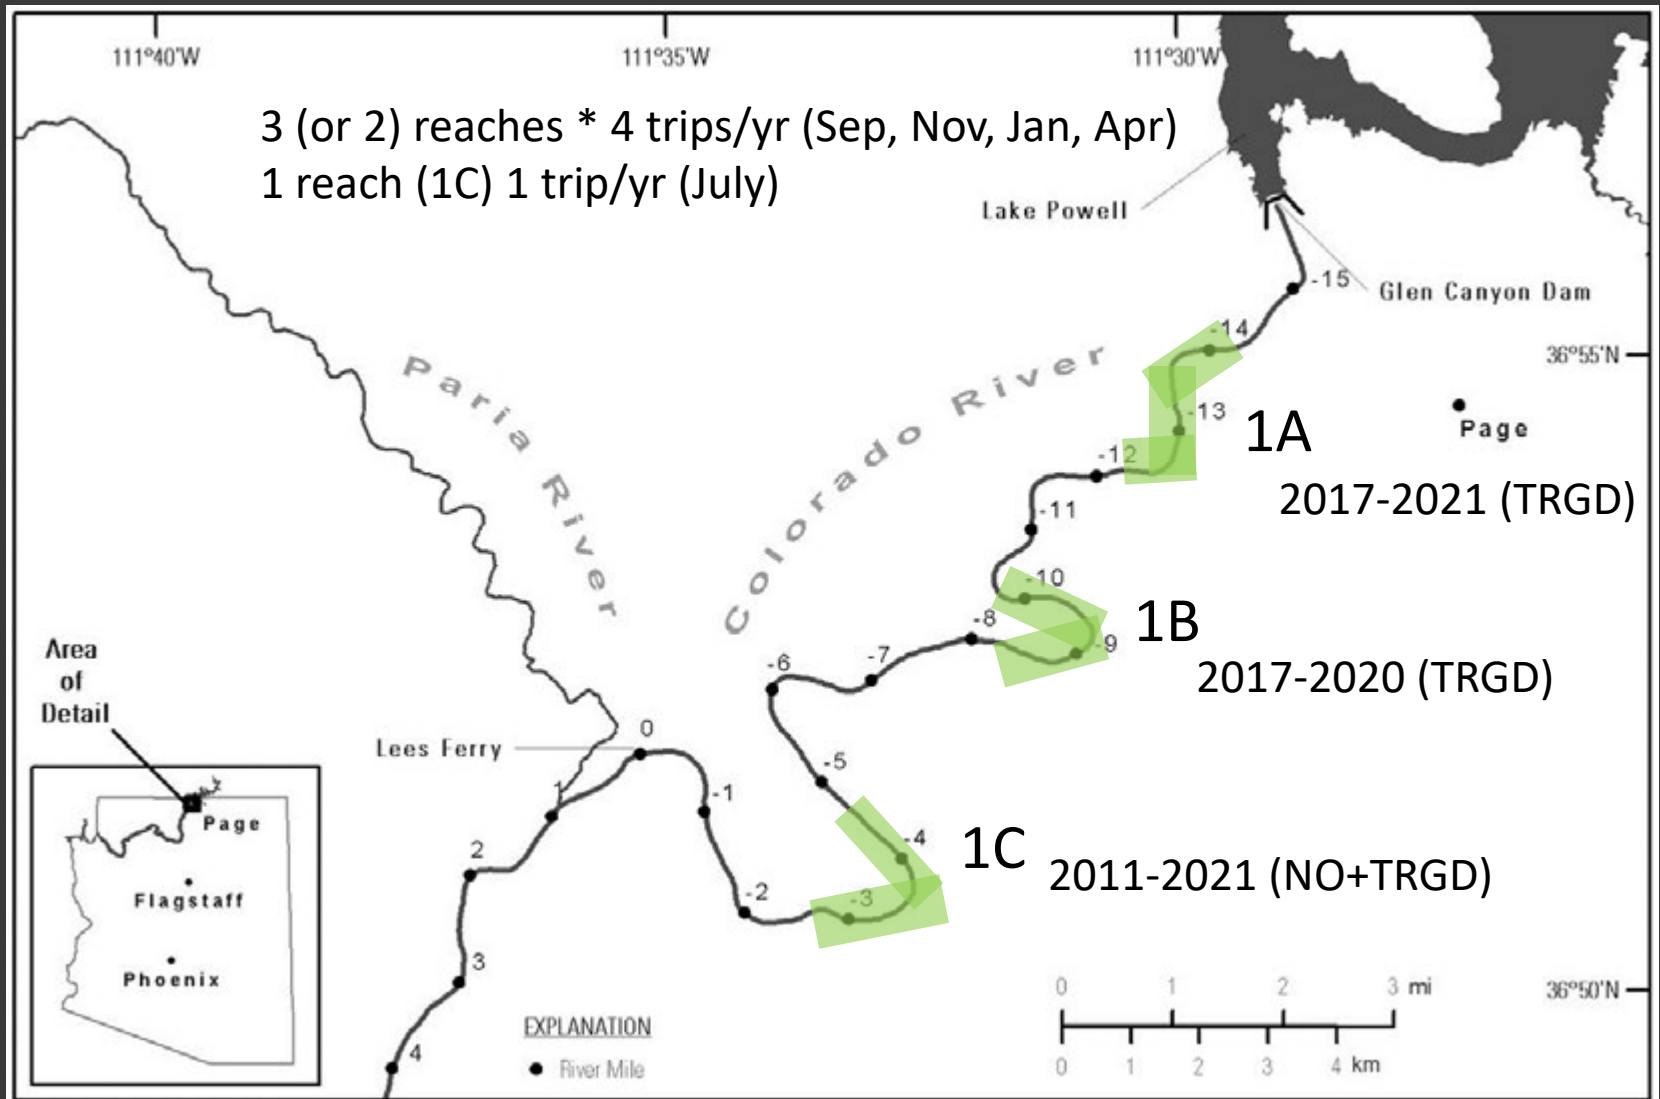 111°40'W
111°35'W
111°30'W
3 (or 2) reaches * 4 trips/yr (Sep, Nov, Jan, Apr)
1 reach (1C) 1 trip/yr (July)
Lake Powell
-15
Glen Canyon Dam
-14
36°55'N
Paria River
Colorado River
-13
1A
Page
-12
2017-2021 (TRGD)
-11
-10
1B
-8
-9
2017-2020 (TRGD)
-7
-6
Area
of
Detail
0
Lees Ferry
-5
1
-1
Page
2
-4
1C
2011-2021 (NO+TRGD)
Flagstaff
-2
-3
3
Phoenix
0 1 2 3 mi
36°50'N
EXPLANATION
4
River Mile
0 1 2 3 4 km